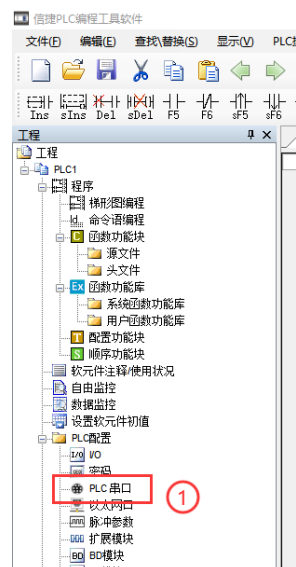 信捷PLC编程工具软件
文件(F) 编辑(E) 查找\替换(S) 显示(V)
Ins sIns Del sDel F5 F6 sF5 sF6
工程
工程
PLC1
程序
梯形图编程
命令语编程
C 函数功能块
源文件
头文件
EX 函数功能库
系统函数功能库
用户函数功能库
T 配置功能块
S 顺序功能块
软元件注释/使用状况
自由监控
数据监控
设置软元件初值
PLC配置
I/O I/O
密码
PLC 串口
1
以太网口
脉冲参数
扩展模块
BD BD模块